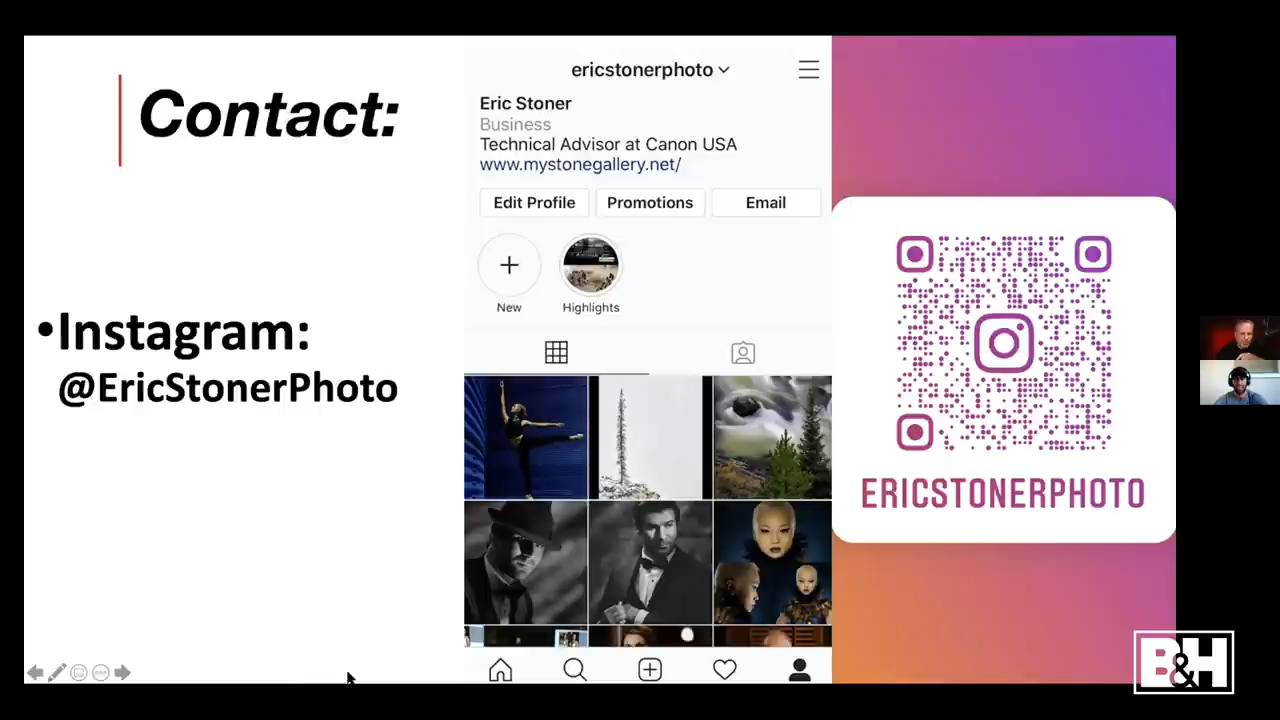 Contact:
•Instagram:
@EricStonerPhoto
ericstonerphoto
Eric Stoner
Business
Technical Advisor at Canon USA
www.mystonegallery.net/
Edit Profile
Promotions
Email
New
Highlights
ERICSTONERPHOTO
B&H